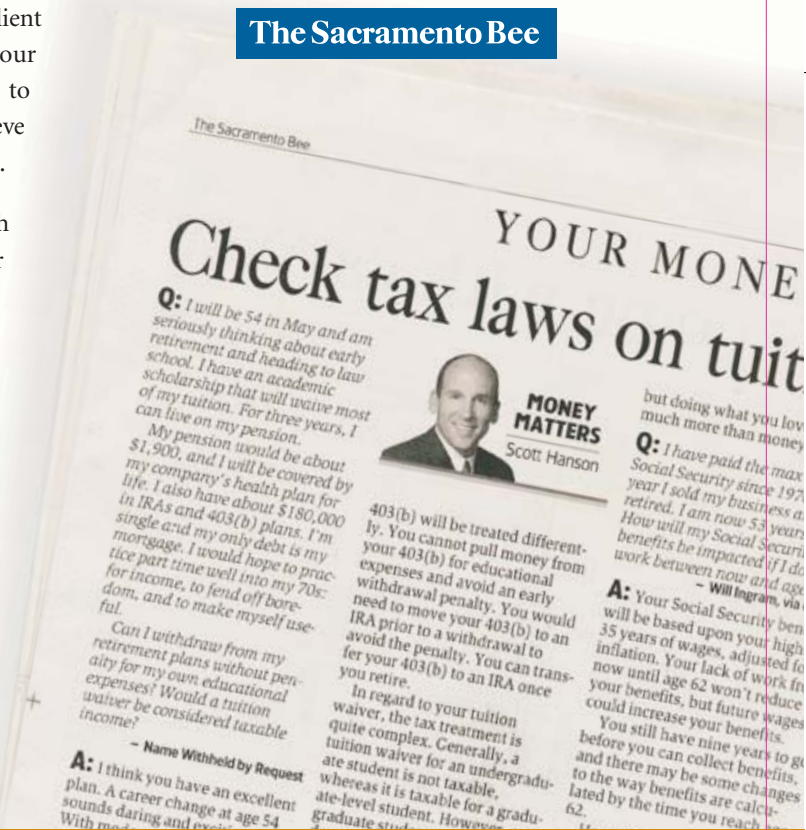 lient
our
to
eve
.
n
r
The Sacramento Bee
The Sacramento Bee
YOUR MONE
Check tax laws on tuit
Q: I will be 54 in May and am
seriously thinking about early
retirement and heading to law
school. I have an academic
scholarship that will waive most
of my tuition. For three years, I
can live on my pension.
My pension would be about
$1,900, and I will be covered by
my company's health plan for
life. I also have about $180,000
in IRAs and 403(b) plans. I'm
single and my only debt is my
mortgage. I would hope to prac-
tice part time well into my 70s:
for income, to fend off bore-
dom, and to make myself use-
ful.
Can I withdraw from my
retirement plans without pen-
alty for my own educational
expenses? Would a tuition
waiver be considered taxable
income?
– Name Withheld by Request
A: I think you have an excellent
plan. A career change at age 54
sounds daring and
With
MONEY
MATTERS
Scott Hanson
403(b) will be treated different-
ly. You cannot pull money from
your 403(b) for educational
expenses and avoid an early
withdrawal penalty. You would
need to move your 403(b) to an
IRA prior to a withdrawal to
avoid the penalty. You can trans-
fer your 403(b) to an IRA once
you retire.
In regard to your tuition
waiver, the tax treatment is
quite complex. Generally, a
tuition waiver for an undergradu-
ate student is not taxable,
whereas it is taxable for a gradu-
ate-level student. However
graduate
but doing what you lov
much more than money
Q: I have paid the max
Social Security since 197
year I sold my business a
retired. I am now 53 years
How will my Social Securi
benefits be impacted if I do
work between now and age
– Will Ingram, via
A: Your Social Security ben
will be based upon your high
35 years of wages, adjusted fo
inflation. Your lack of work fr
now until age 62 won't reduce
your benefits, but future wages
could increase your benefits.
You still have nine years to go
before you can collect benefits,
and there may be some changes
to the way benefits are calcu-
lated by the time you reach
62.